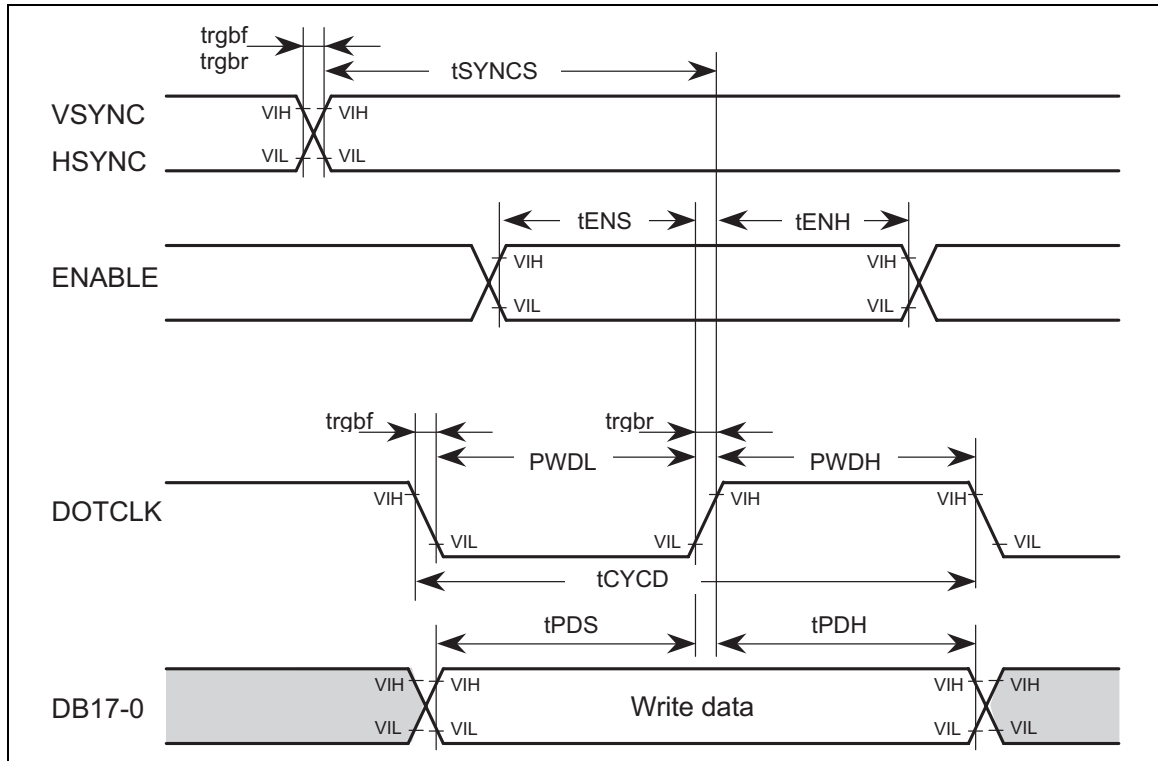 trgbf
trgbr
tSYNCS
VSYNC
VIH VIH
HSYNC
VIL VIL
tENS tENH
ENABLE
VIH VIH
VIL VIL
trgbf trgbr
PWDL PWDH
DOTCLK
VIH VIH VIH
VIL VIL VIL
tCYCD
tPDS tPDH
VIH VIH VIH VIH
DB17-0 Write data
VIL VIL VIL VIL